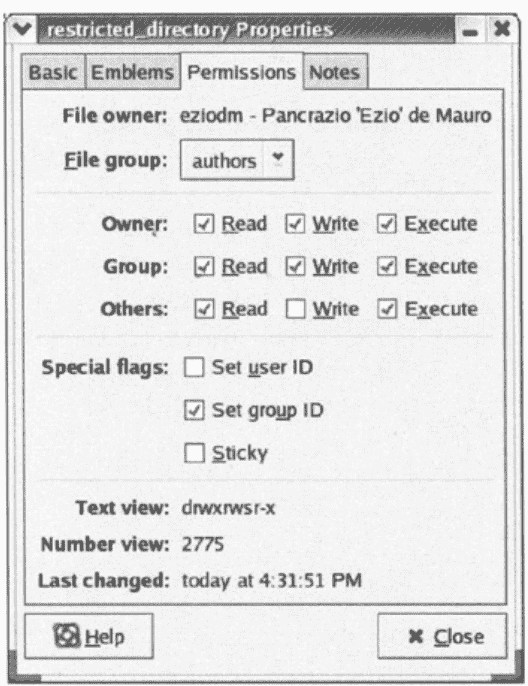 restricted_directory Properties
Basic Emblems Permissions Notes
File owner: eziodm - Pancrazio 'Ezio' de Mauro
File group: authors
Owner: Read Write Execute
Group: Read Write Execute
Others: Read Write Execute
Special flags: Set user ID
Set group ID
Sticky
Text view: drwxrwsr-x
Number view: 2775
Last changed: today at 4:31:51 PM
Help Close